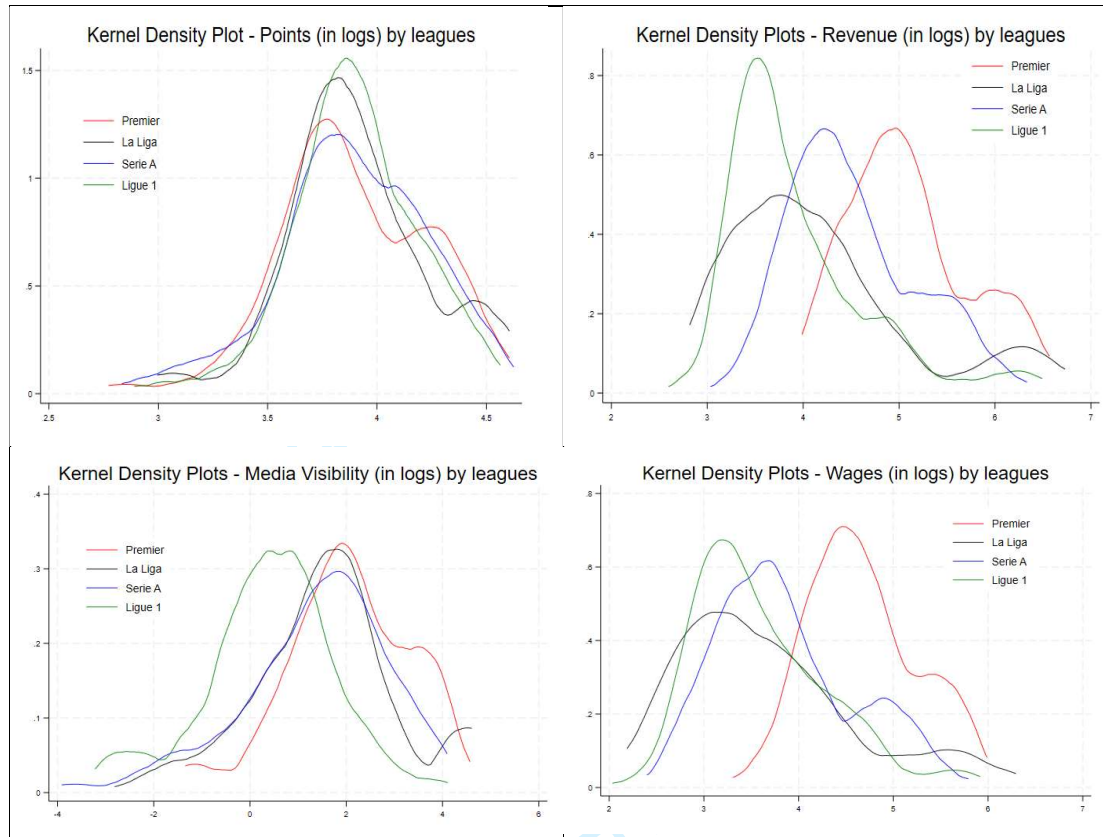 Kernel Density Plot - Points (in logs) by leagues
1.5
1
.5
0
2.5 3 3.5 4 4.5
Premier
La Liga
Serie A
Ligue 1
Kernel Density Plots - Revenue (in logs) by leagues
.8
.6
.4
.2
0
2 3 4 5 6 7
Premier
La Liga
Serie A
Ligue 1
Kernel Density Plots - Media Visibility (in logs) by leagues
.4
.3
.2
.1
0
-4 -2 0 2 4 6
Premier
La Liga
Serie A
Ligue 1
Kernel Density Plots - Wages (in logs) by leagues
.8
.6
.4
.2
0
2 3 4 5 6 7
Premier
La Liga
Serie A
Ligue 1